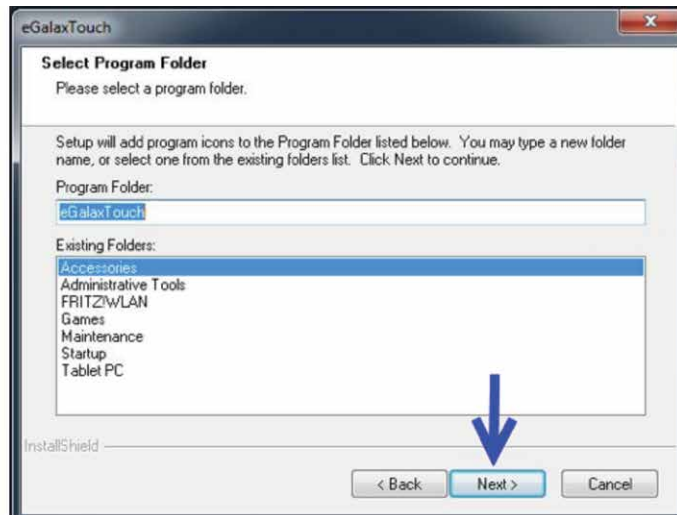 eGalaxTouch
Select Program Folder
Please select a program folder.
Setup will add program icons to the Program Folder listed below. You may type a new folder
name, or select one from the existing folders list. Click Next to continue.
Program Folder:
eGalaxTouch
Existing Folders:
Accessories
Administrative Tools
FRITZ!WLAN
Games
Maintenance
Startup
Tablet PC
InstallShield
< Back Next > Cancel